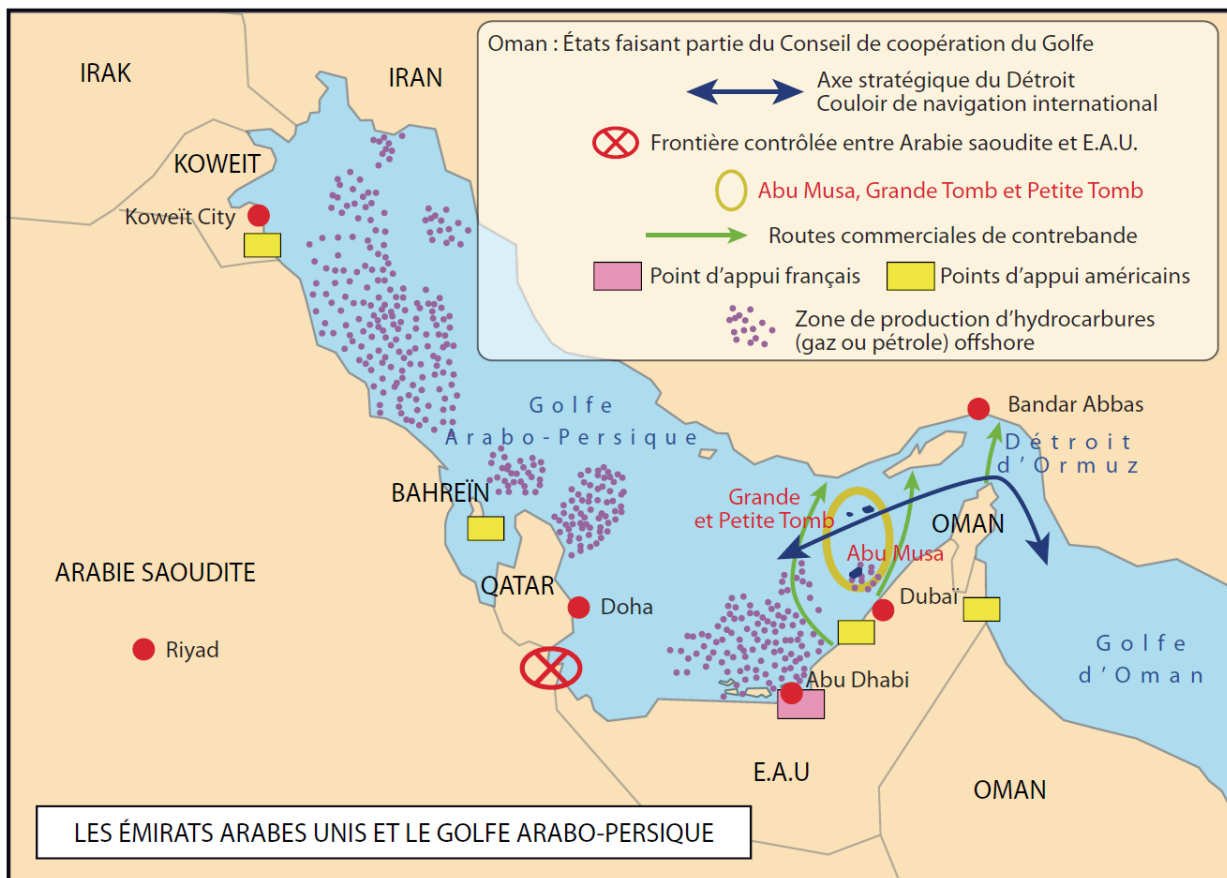 Oman : États faisant partie du Conseil de coopération du Golfe
Axe stratégique du Détroit
Couloir de navigation international
Frontière contrôlée entre Arabie saoudite et E.A.U.
Abu Musa, Grande Tomb et Petite Tomb
Routes commerciales de contrebande
Point d'appui français
Points d'appui américains
Zone de production d'hydrocarbures
(gaz ou pétrole) offshore
IRAK
IRAN
KOWEIT
Koweït City
Golfe
Arabo-Persique
Bandar Abbas
Détroit
d'Ormuz
BAHREÏN
Grande
et Petite Tomb
OMAN
Abu Musa
ARABIE SAOUDITE
QATAR
Doha
Dubaï
Riyad
Golfe
d'Oman
Abu Dhabi
E.A.U
OMAN
LES ÉMIRATS ARABES UNIS ET LE GOLFE ARABO-PERSIQUE